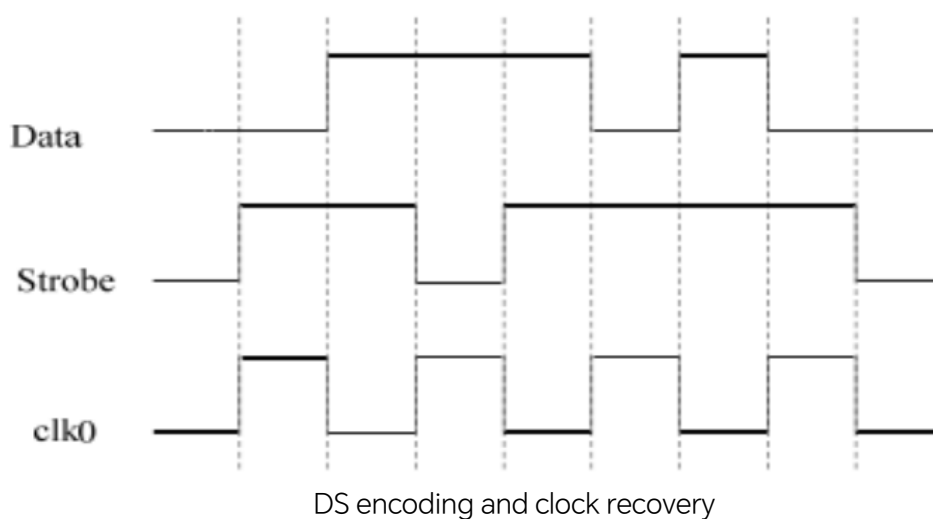 Data
Strobe
clk0
DS encoding and clock recovery